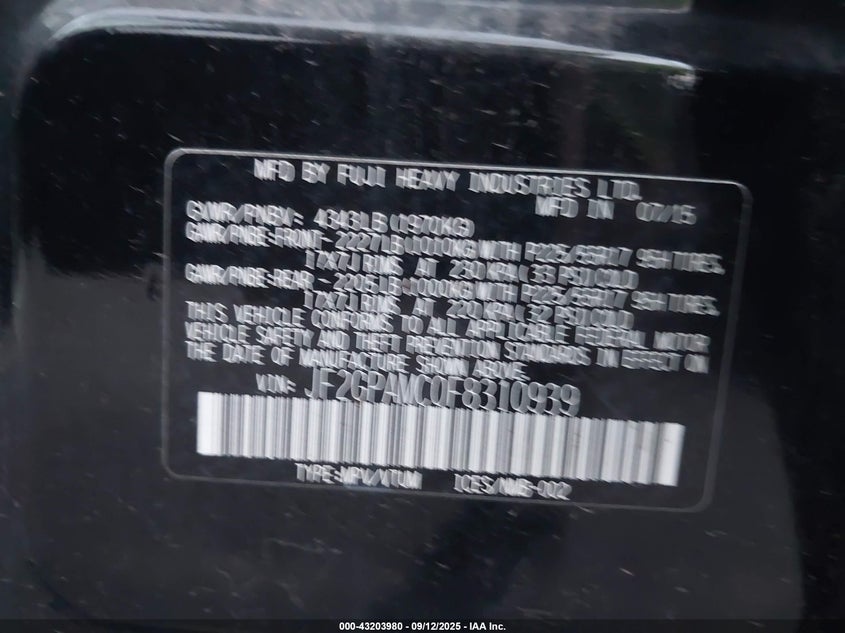 MFD BY FUJI HEAVY INDUSTRIES LTD.
MFD IN 07/15
GVWR/PNBV: 4343LB(1970KG)
GAWR/PNBE-FRONT- 2227LB(1010KG)WITH P225/55R17 95H TIRES.
17X7J RIMS AT 230 KPA( 33 PSI)COLD
GAWR/PNBE-REAR - 2205LB(1000KG)WITH P225/55R17 95H TIRES.
17X7J RIMS AT 220 KPA( 32 PSI)COLD
THIS VEHICLE CONFORMS TO ALL APPLICABLE FEDERAL MOTOR
VEHICLE SAFETY AND THEFT PREVENTION STANDARDS IN EFFECT ON
THE DATE OF MANUFACTURE SHOWN ABOVE.
VIN: JF2GPAMC0F8310939
TYPE:MPV/VTUM ICES/NMB-002
000-43203980 - 09/12/2025 - IAA Inc.